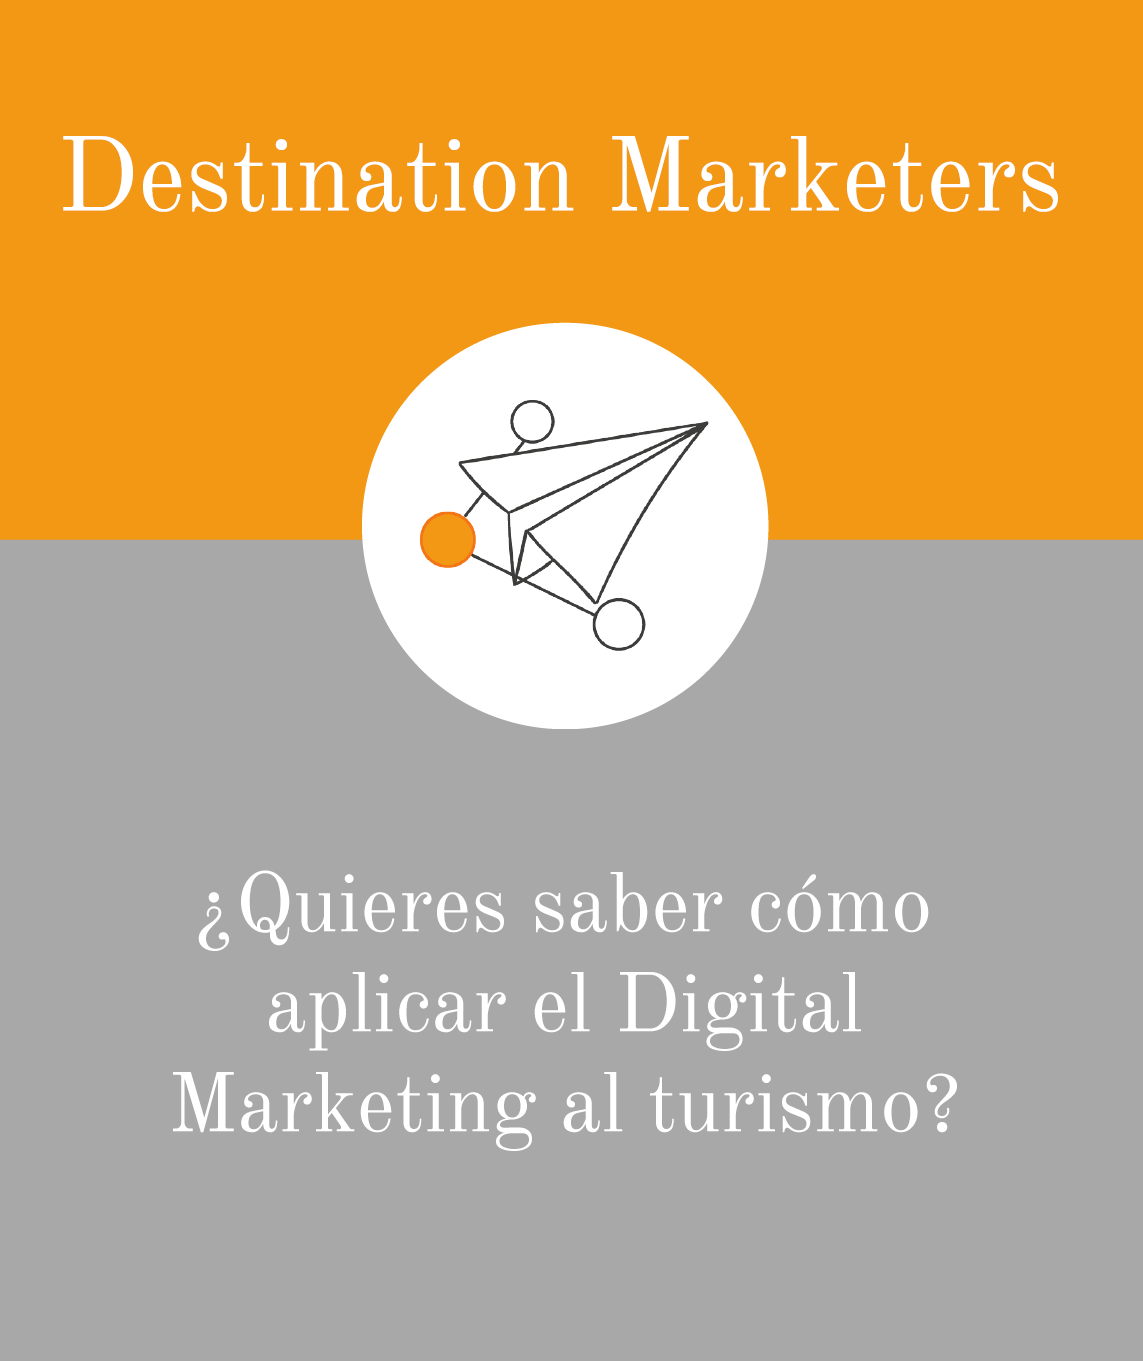 Destination Marketers
¿Quieres saber cómo
aplicar el Digital
Marketing al turismo?